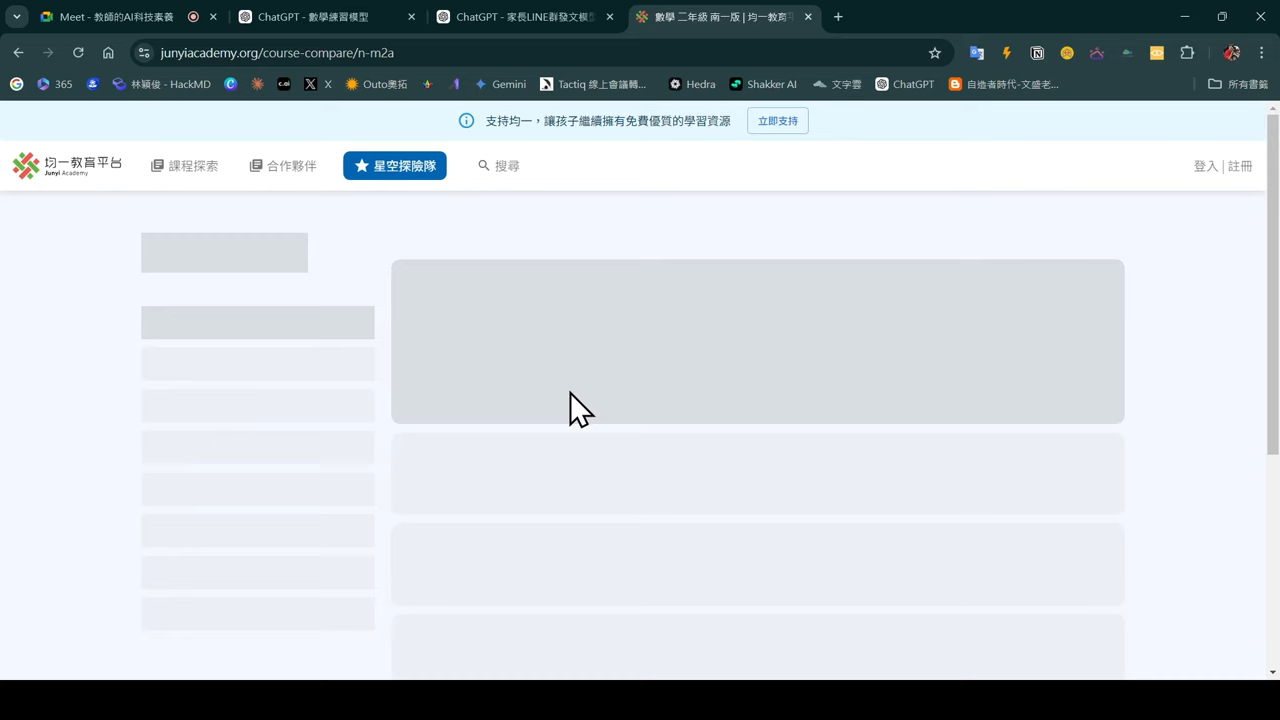 Meet - 教師的AI科技素養
ChatGPT - 數學練習模型
ChatGPT - 家長LINE群發文模
數學 二年級 南一版 | 均一教育平
junyiacademy.org/course-compare/n-m2a
365
林穎俊 - HackMD
c.ai
X
Outo奧拓
Gemini
Tactiq 線上會議轉...
Hedra
Shakker AI
文字雲
ChatGPT
自造者時代-文盛老...
所有書籤
支持均一，讓孩子繼續擁有免費優質的學習資源
立即支持
均一教育平台
Junyi Academy
課程探索
合作夥伴
星空探險隊
搜尋
登入 | 註冊